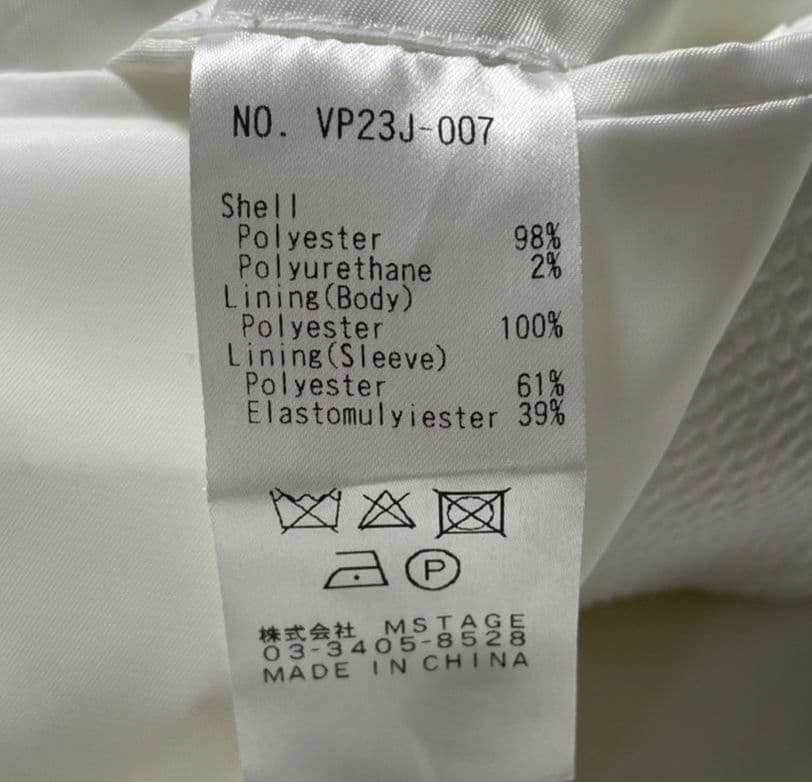 NO. VP23J-007
Shell
Polyester 98%
Polyurethane 2%
Lining(Body)
Polyester 100%
Lining(Sleeve)
Polyester 61%
Elastomulyiester 39%
P
株式会社 MSTAGE
03-3405-8528
MADE IN CHINA